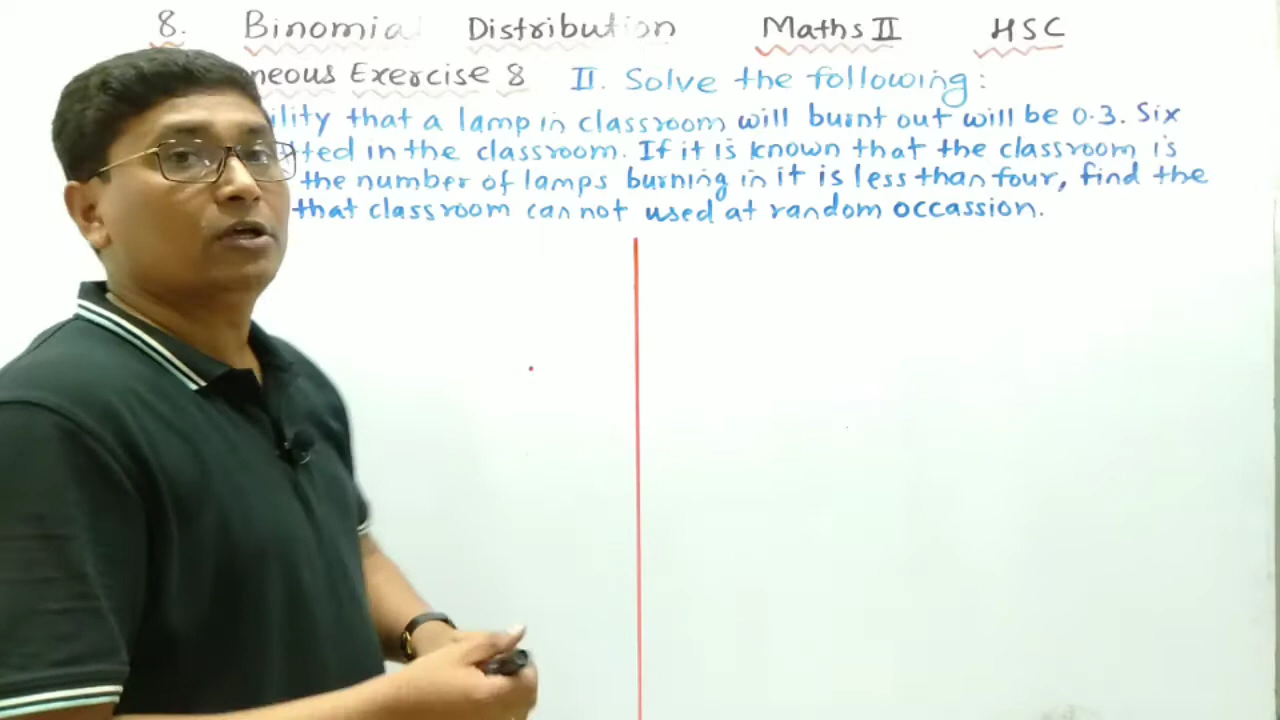 8. Binomial Distribution Maths II HSC
neous Exercise 8 II. Solve the following:
ility that a lamp in classroom will burnt out will be 0.3. Six
ted in the classroom. If it is known that the classroom is
the number of lamps burning in it is less than four, find the
that classroom can not used at random occassion.